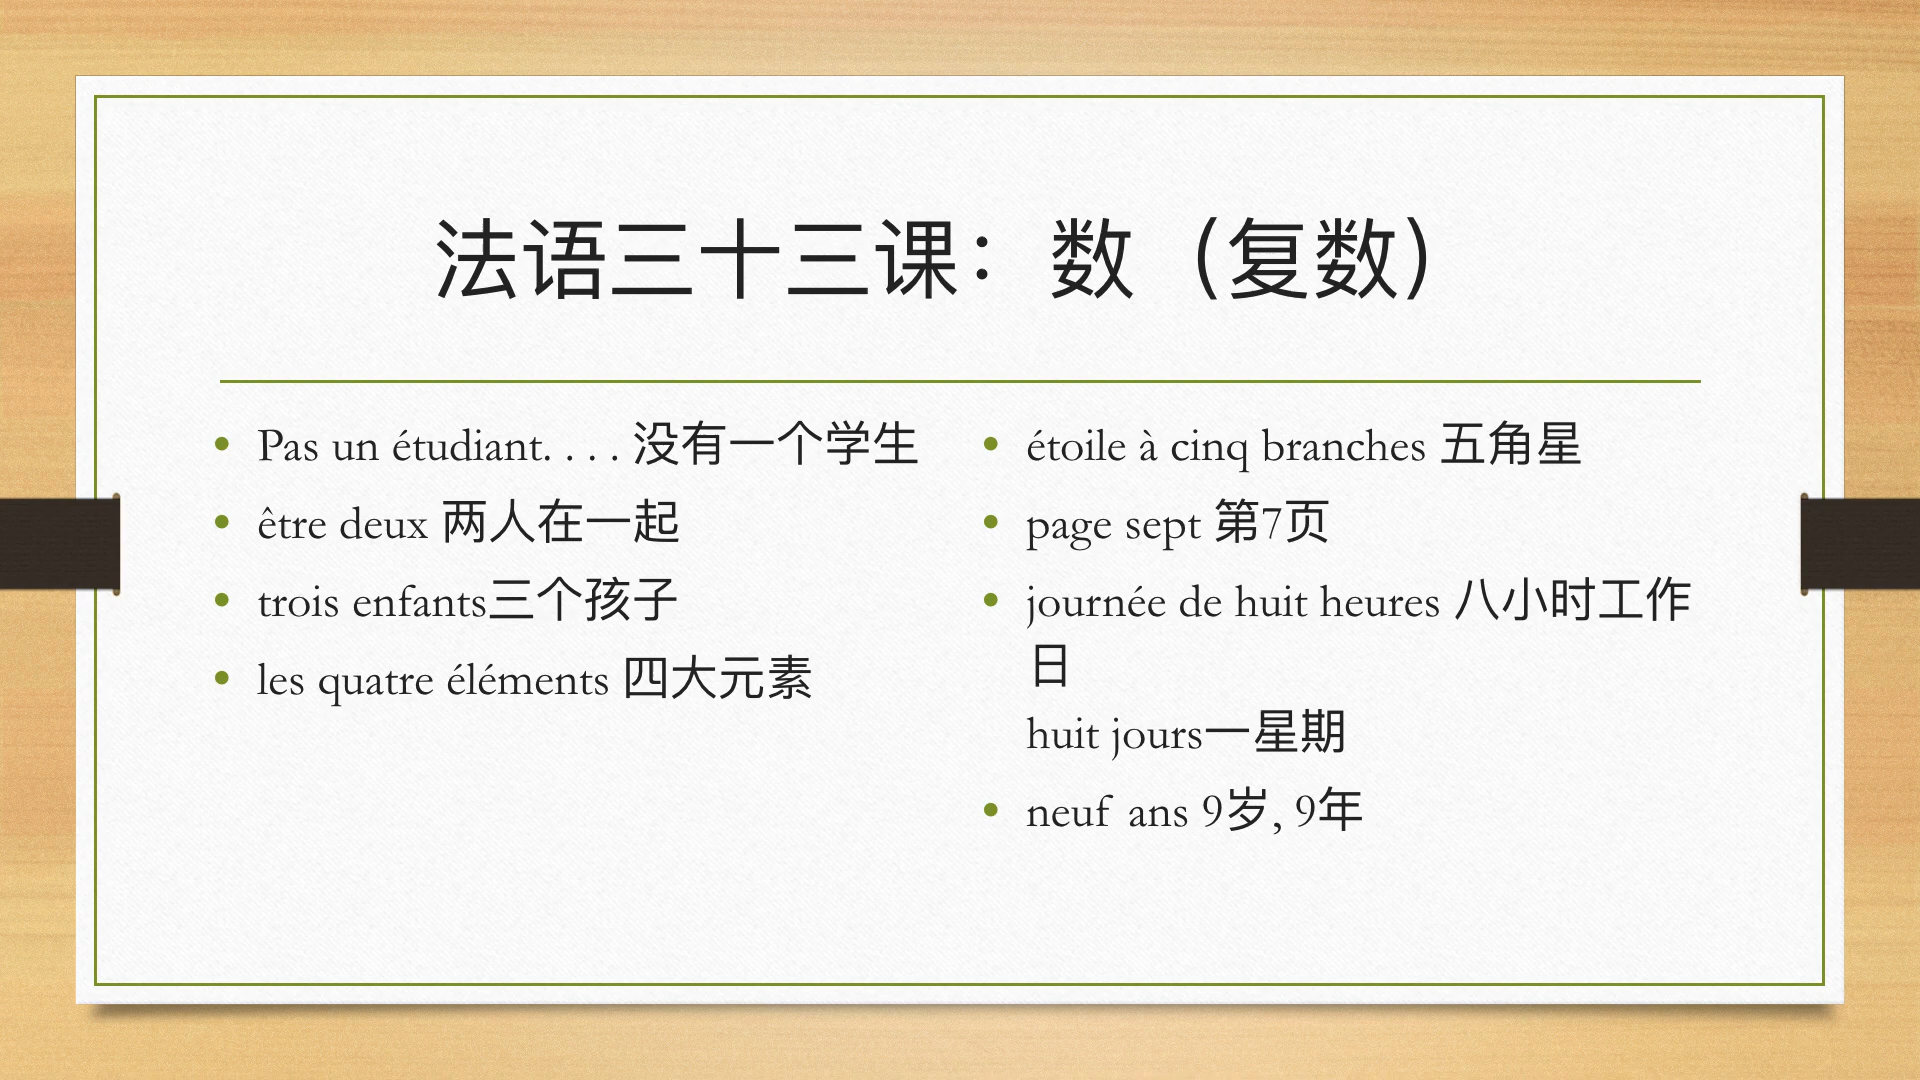 法语三十三课：数（复数）
• Pas un étudiant. . . . 没有一个学生
• être deux 两人在一起
• trois enfants三个孩子
• les quatre éléments 四大元素
• étoile à cinq branches 五角星
• page sept 第7页
• journée de huit heures 八小时工作
日
huit jours一星期
• neuf ans 9岁, 9年